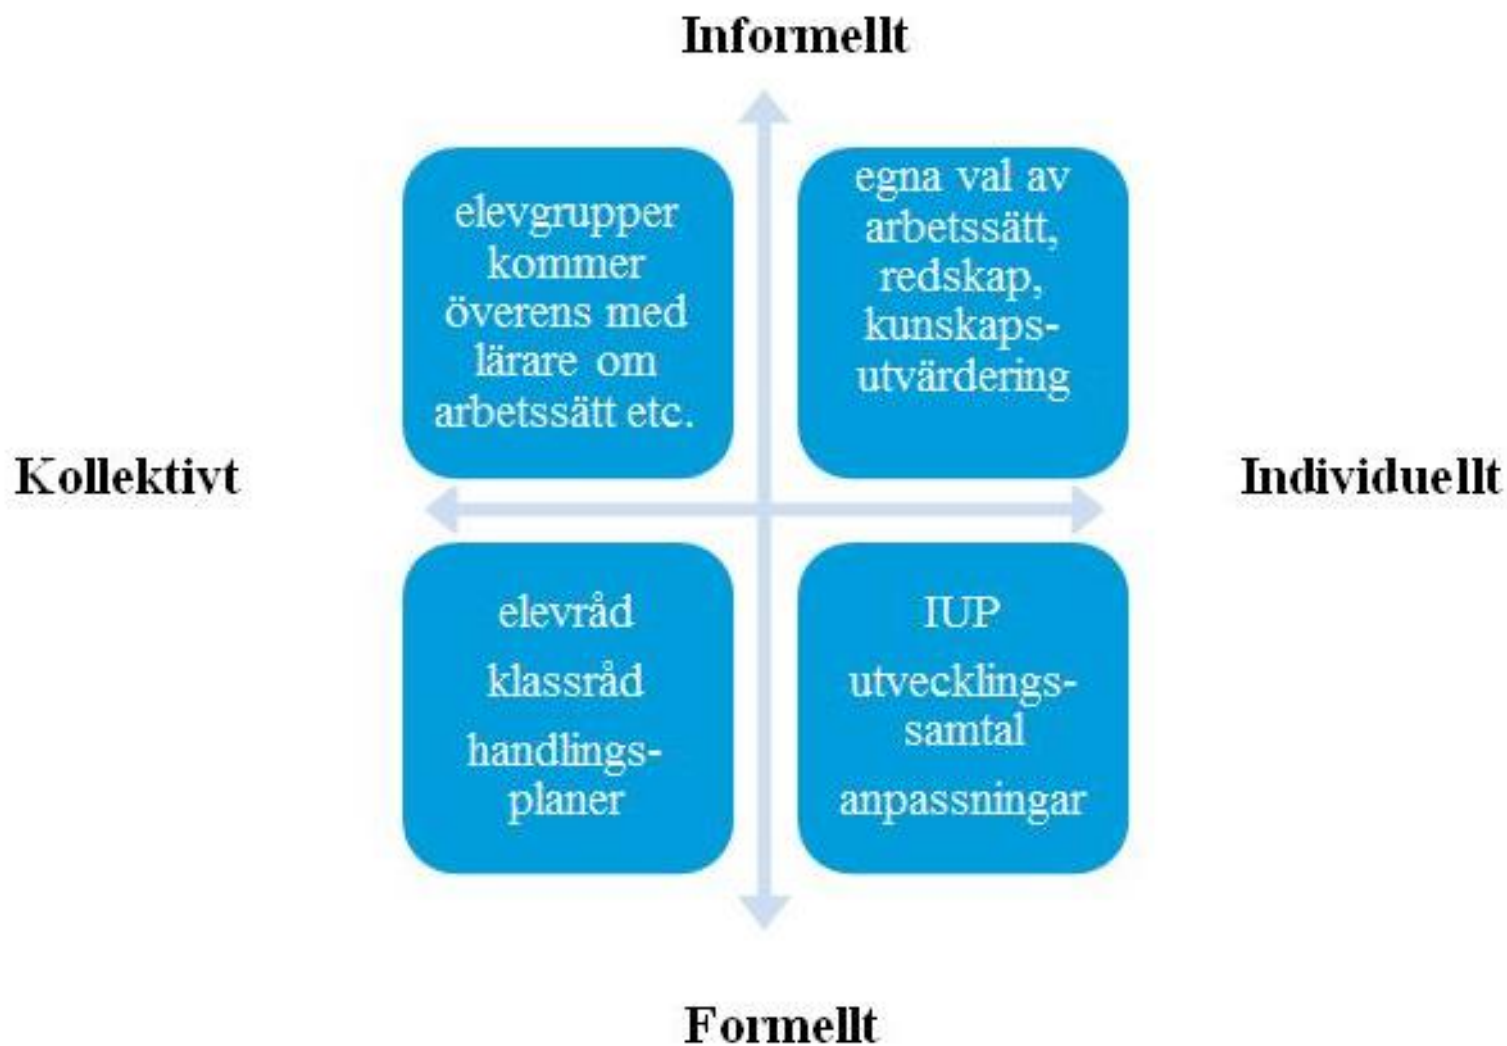 Informellt
elevgrupper
kommer
överens med
lärare om
arbetssätt etc.
egna val av
arbetssätt,
redskap,
kunskaps-
utvärdering
Kollektivt
Individuellt
elevråd
klassråd
handlings-
planer
IUP
utvecklings-
samtal
anpassningar
Formellt